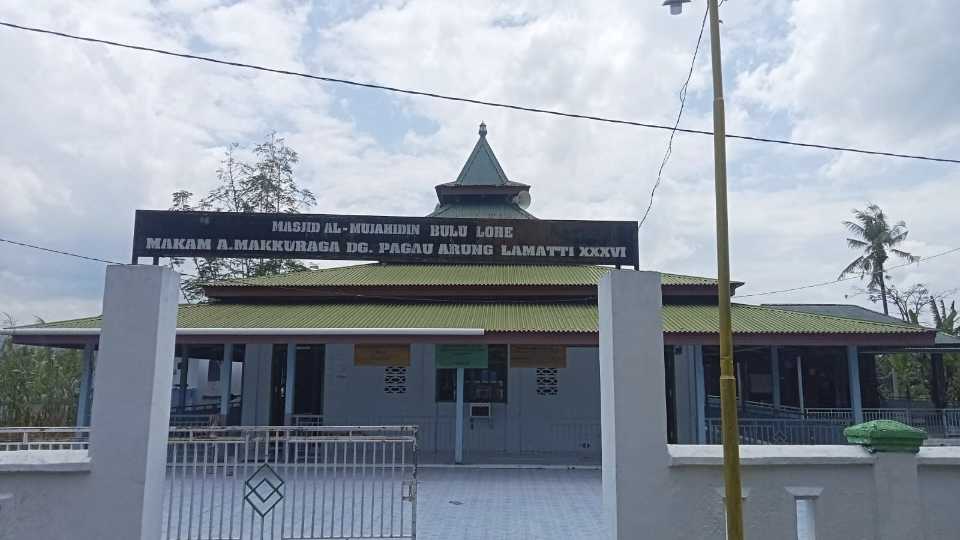 MASJID AL-MUJAHIDIN BULU LORE
MAKAM A.MAKKURAGA DG. PAGAU ARUNG LAMATTI XXXVI